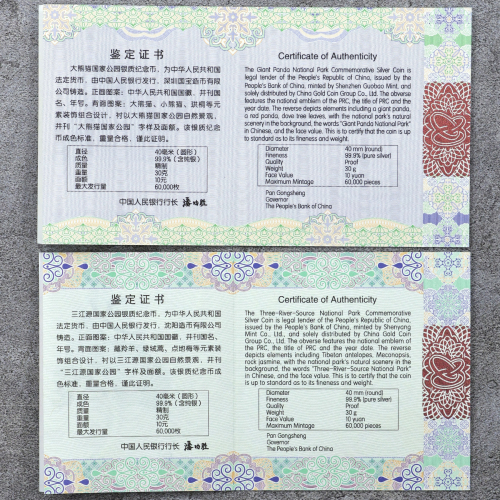 鉴定证书
大熊猫国家公园银质纪念币，为中华人民共和国
法定货币，由中国人民银行发行，深圳国宝造币有限公
司铸造。正面图案：中华人民共和国国徽，并刊国
名、年号。背面图案：大熊猫、小熊猫、珙桐等元
素装饰组合设计，衬以大熊猫国家公园自然景观，
并刊“大熊猫国家公园”字样及面额。该银质纪念
币成色标准，重量合格，谨此证明。
直径 40毫米（圆形）
成色 99.9%（含纯银）
质量 精制
重量 30克
面额 10元
最大发行量 60,000枚
中国人民银行行长 潘功胜
Certificate of Authenticity
The Giant Panda National Park Commemorative Silver Coin is
legal tender of the People's Republic of China, issued by the
People's Bank of China, minted by Shenzhen Guobao Mint, and
solely distributed by China Gold Coin Group Co., Ltd. The obverse
features the national emblem of the PRC, the title of PRC and the
year date. The reverse depicts elements including a giant panda,
a red panda, dove tree leaves, with the national park's natural
scenery in the background, the words "Giant Panda National Park"
in Chinese, and the face value. This is to certify that the coin is up
to standard as to its fineness and weight.
Diameter 40 mm (round)
Fineness 99.9% (pure silver)
Quality Proof
Weight 30 g
Face Value 10 yuan
Maximum Mintage 60,000 pieces
Pan Gongsheng
Governor
The People's Bank of China
鉴定证书
三江源国家公园银质纪念币，为中华人民共和国
法定货币，由中国人民银行发行，沈阳造币有限公司
铸造。正面图案：中华人民共和国国徽，并刊国名、
年号。背面图案：藏羚羊、绿绒蒿、点地梅等元素装
饰组合设计，衬以三江源国家公园自然景观，并刊
“三江源国家公园”字样及面额。该银质纪念币成
色标准，重量合格，谨此证明。
直径 40毫米（圆形）
成色 99.9%（含纯银）
质量 精制
重量 30克
面额 10元
最大发行量 60,000枚
中国人民银行行长 潘功胜
Certificate of Authenticity
The Three-River-Source National Park Commemorative
Silver Coin is legal tender of the People's Republic of China,
issued by the People's Bank of China, minted by Shenyang
Mint Co., Ltd., and solely distributed by China Gold Coin
Group Co., Ltd. The obverse features the national emblem of
the PRC, the title of PRC and the year date. The reverse
depicts elements including Tibetan antelopes, Meconopsis,
rock jasmine, with the national park's natural scenery in the
background, the words "Three-River-Source National Park"
in Chinese, and the face value. This is to certify that the coin
is up to standard as to its fineness and weight.
Diameter 40 mm (round)
Fineness 99.9% (pure silver)
Quality Proof
Weight 30 g
Face Value 10 yuan
Maximum Mintage 60,000 pieces
Pan Gongsheng
Governor
The People's Bank of China